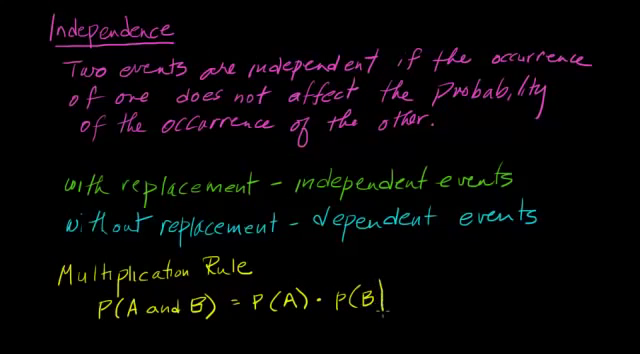 Independence
Two events are independent if the occurrence
of one does not affect the Probability
of the occurrence of the other.
with replacement - independent events
without replacement - dependent events
Multiplication Rule
P(A and B) = P(A) • P(B)